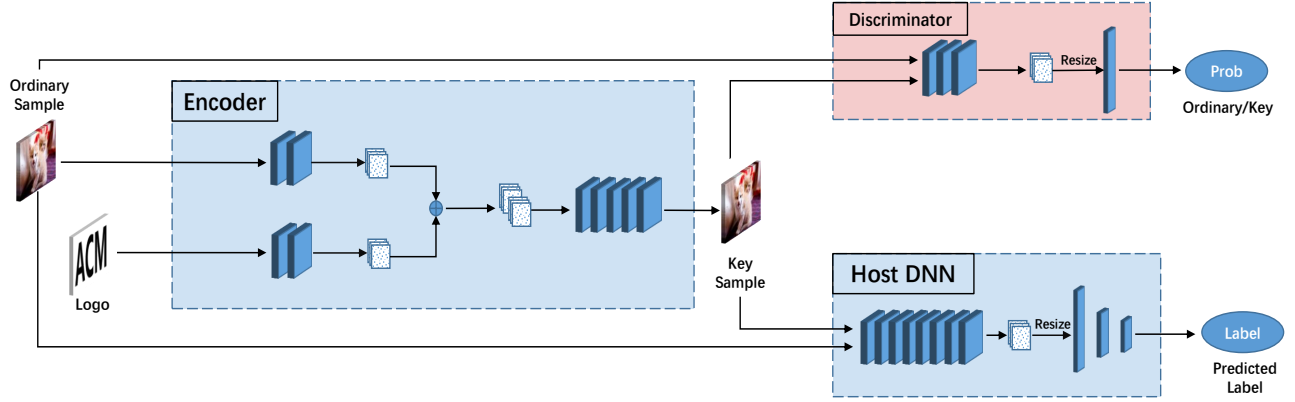 Discriminator
Ordinary
Sample
Encoder
Resize
Prob
Ordinary/Key
ACM
Logo
Key
Sample
Host DNN
Resize
Label
Predicted
Label